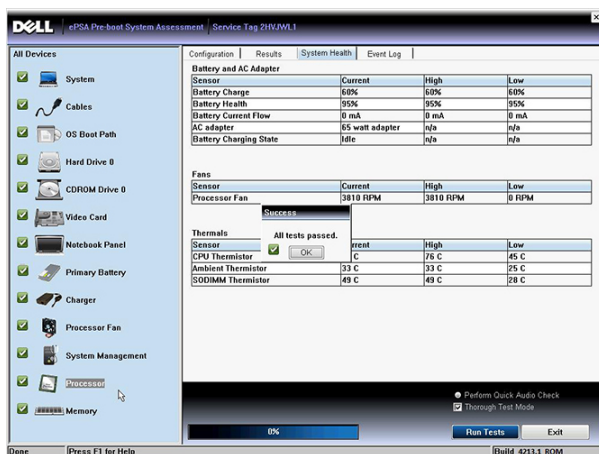 DELL ePSA Pre-boot System Assessment Service Tag 2HVJWL1
All Devices
System
Cables
OS Boot Path
Hard Drive 0
CDROM Drive 0
Video Card
Notebook Panel
Primary Battery
Charger
Processor Fan
System Management
Processor
Memory
Configuration Results System Health Event Log
Battery and AC Adapter
Sensor Current High Low
Battery Charge 60% 60% 60%
Battery Health 95% 95% 95%
Battery Current Flow 0 mA 0 mA 0 mA
AC adapter 65 watt adapter n/a n/a
Battery Charging State Idle n/a n/a
Fans
Sensor Current High Low
Processor Fan 3810 RPM 3810 RPM 0 RPM
Success
All tests passed.
OK
Thermals
Sensor rrent High Low
CPU Thermistor C 76 C 45 C
Ambient Thermistor 33 C 33 C 25 C
SODIMM Thermistor 49 C 49 C 28 C
Perform Quick Audio Check
Thorough Test Mode
0% Run Tests Exit
Done Press F1 for Help Build 4213.1 ROM